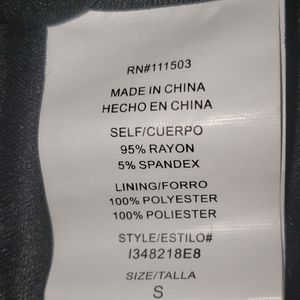 RN#111503
MADE IN CHINA
HECHO EN CHINA
SELF/CUERPO
95% RAYON
5% SPANDEX
LINING/FORRO
100% POLYESTER
100% POLIESTER
STYLE/ESTILO#
I348218E8
SIZE/TALLA
S